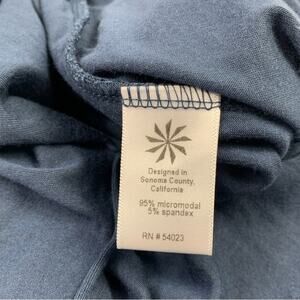 Designed in
Sonoma County,
California
95% micromodal
5% spandex
RN # 54023